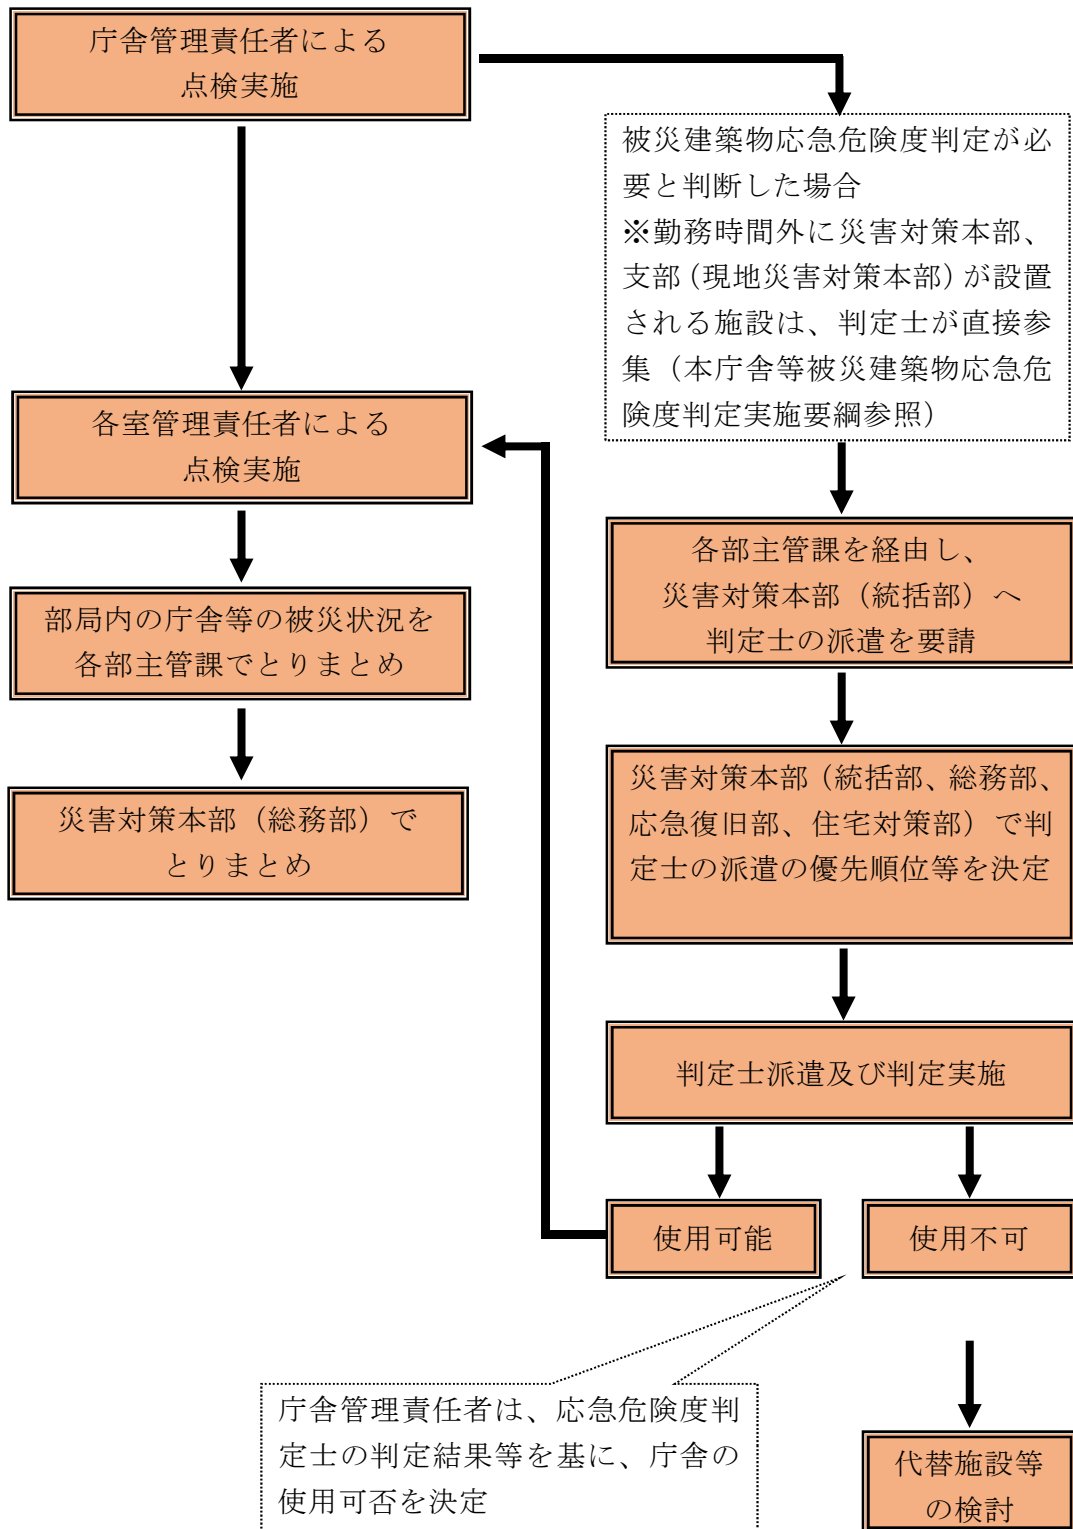 庁舎管理責任者による
点検実施
被災建築物応急危険度判定が必
要と判断した場合
※勤務時間外に災害対策本部、
支部（現地災害対策本部）が設置
される施設は、判定士が直接参
集（本庁舎等被災建築物応急危
険度判定実施要綱参照）
各室管理責任者による
点検実施
部局内の庁舎等の被災状況を
各部主管課でとりまとめ
災害対策本部（総務部）で
とりまとめ
各部主管課を経由し、
災害対策本部（統括部）へ
判定士の派遣を要請
災害対策本部（統括部、総務部、
応急復旧部、住宅対策部）で判
定士の派遣の優先順位等を決定
判定士派遣及び判定実施
使用可能
使用不可
庁舎管理責任者は、応急危険度判
定士の判定結果等を基に、庁舎の
使用可否を決定
代替施設等
の検討